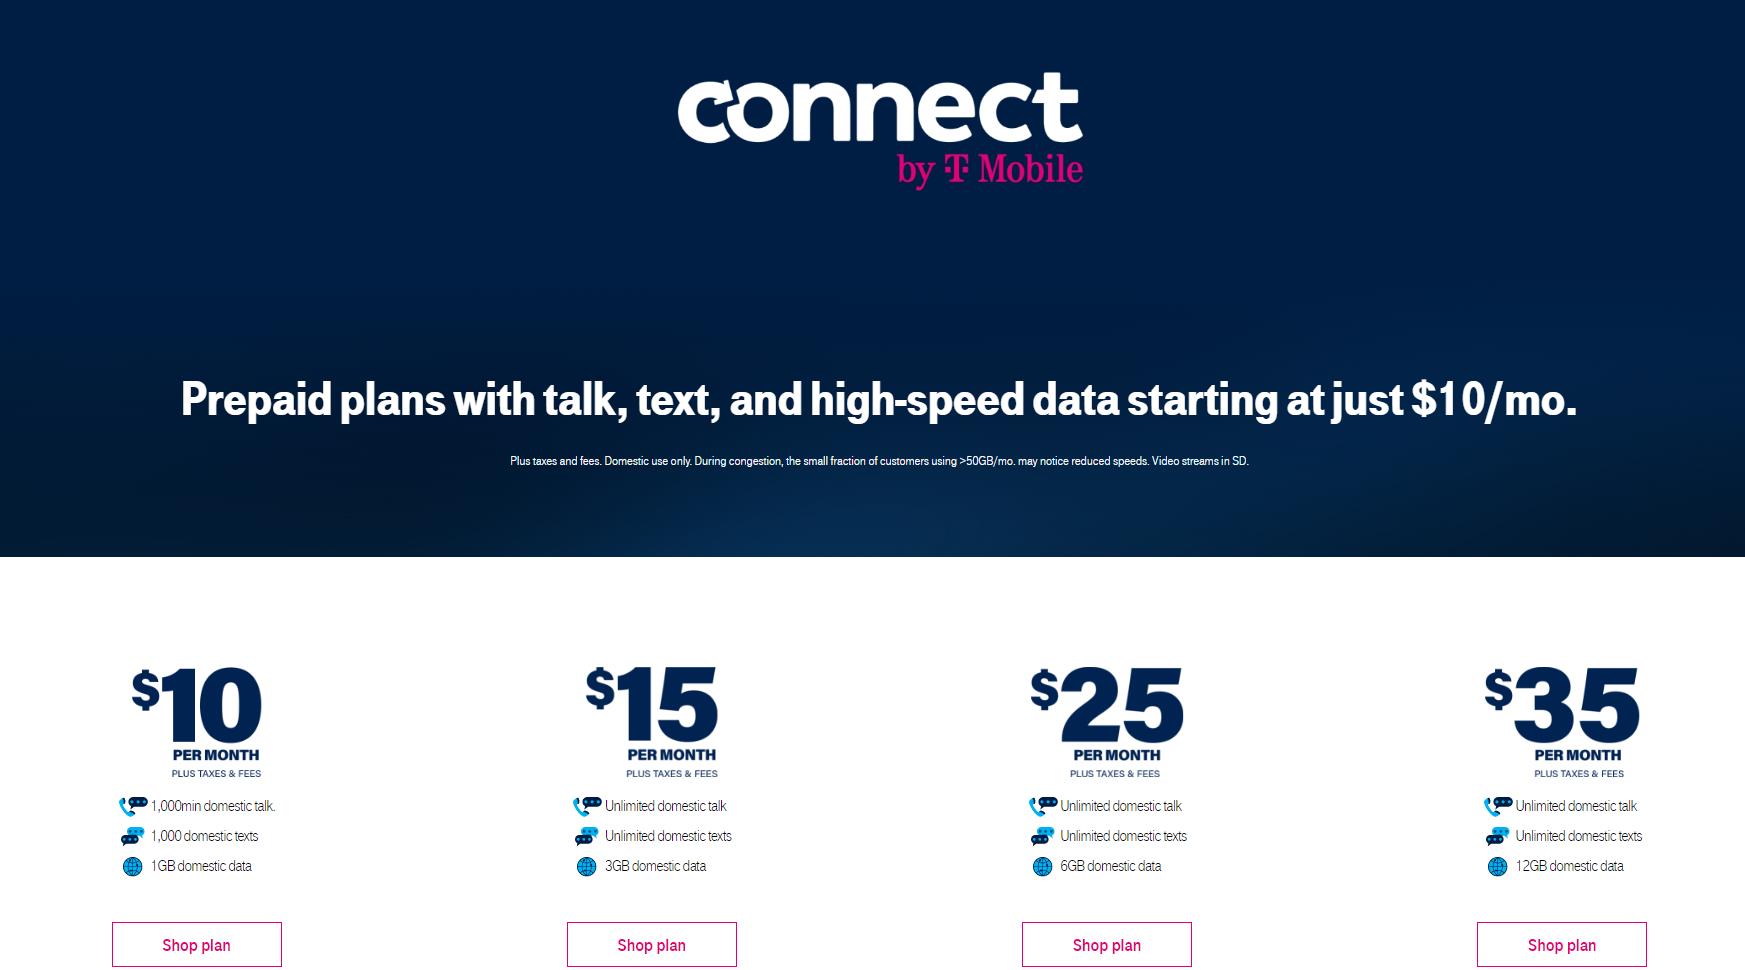 connect
by T Mobile
Prepaid plans with talk, text, and high-speed data starting at just $10/mo.
Plus taxes and fees. Domestic use only. During congestion, the small fraction of customers using >50GB/mo. may notice reduced speeds. Video streams in SD.
$10
PER MONTH
PLUS TAXES & FEES
1,000min domestic talk.
1,000 domestic texts
1GB domestic data
Shop plan
$15
PER MONTH
PLUS TAXES & FEES
Unlimited domestic talk
Unlimited domestic texts
3GB domestic data
Shop plan
$25
PER MONTH
PLUS TAXES & FEES
Unlimited domestic talk
Unlimited domestic texts
6GB domestic data
Shop plan
$35
PER MONTH
PLUS TAXES & FEES
Unlimited domestic talk
Unlimited domestic texts
12GB domestic data
Shop plan